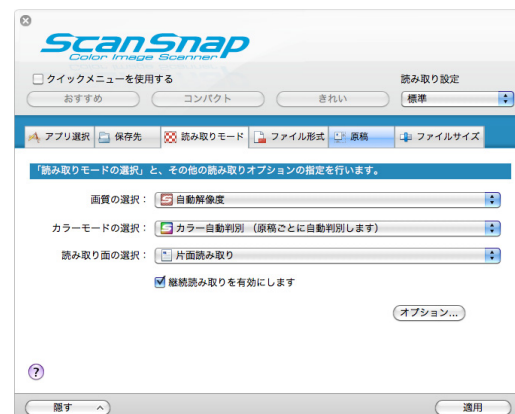 ScanSnap
Color Image Scanner
クイックメニューを使用する
読み取り設定
おすすめ
コンパクト
きれい
標準
アプリ選択
保存先
読み取りモード
ファイル形式
原稿
ファイルサイズ
「読み取りモードの選択」と、その他の読み取りオプションの指定を行います。
画質の選択：
自動解像度
カラーモードの選択：
カラー自動判別 （原稿ごとに自動判別します）
読み取り面の選択：
片面読み取り
継続読み取りを有効にします
オプション...
?
隠す
適用